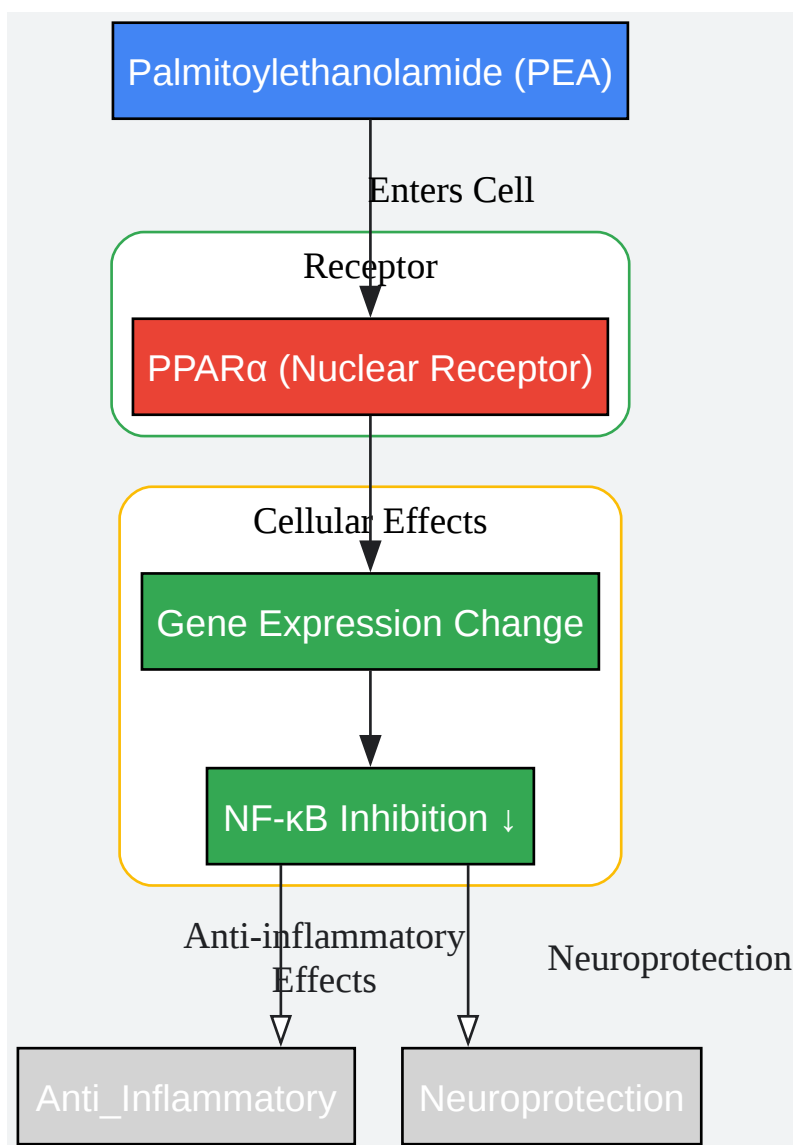 Palmitoylethanolamide (PEA)
Enters Cell
Receptor
PPARα (Nuclear Receptor)
Cellular Effects
Gene Expression Change
NF-κB Inhibition ↓
Anti-inflammatory
Effects
Neuroprotection
Anti_Inflammatory
Neuroprotection